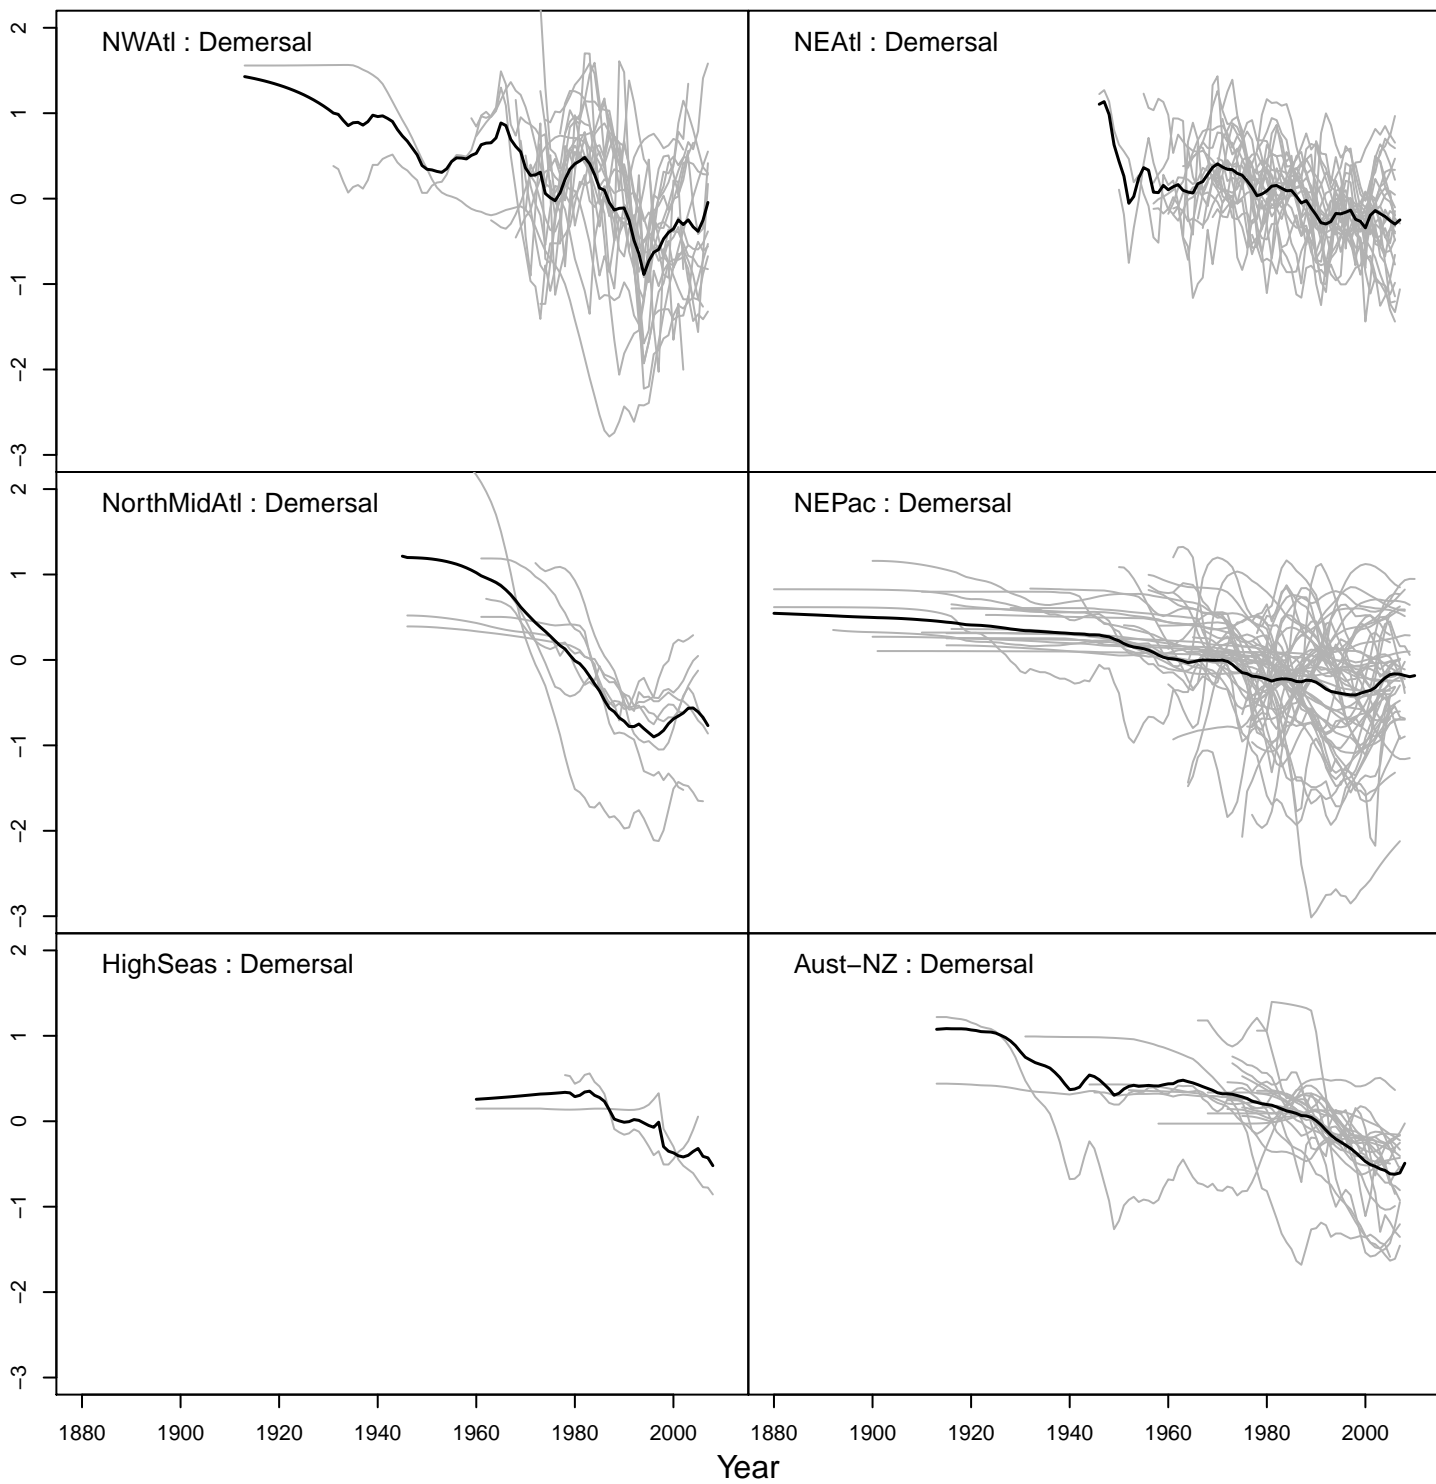 NWAtl : Demersal
NEAtl : Demersal
2
1
0
−1
−2
−3
NorthMidAtl : Demersal
NEPac : Demersal
2
1
0
−1
−2
−3
HighSeas : Demersal
Aust−NZ : Demersal
2
1
0
−1
−2
−3
1880 1900 1920 1940 1960 1980 2000 1880 1900 1920 1940 1960 1980 2000
Year